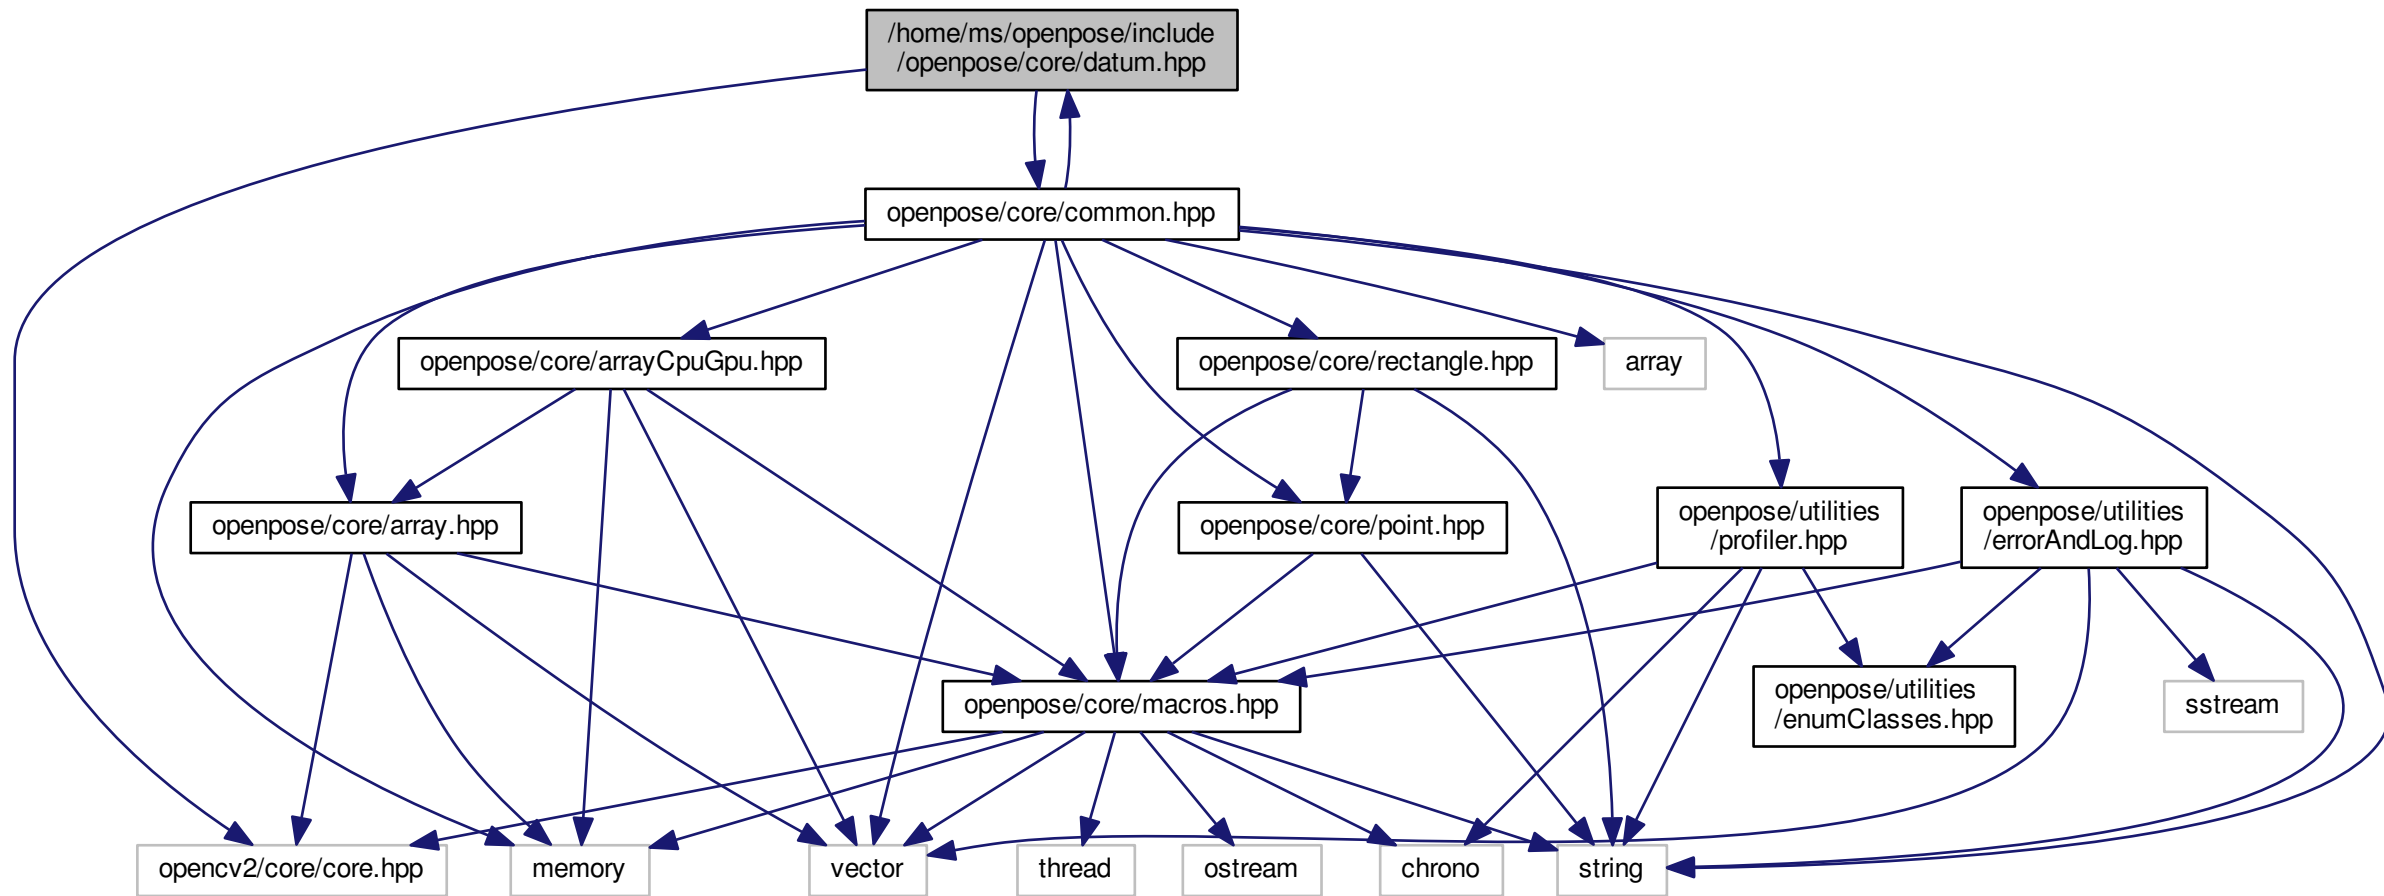 /home/ms/openpose/include
/openpose/core/datum.hpp
openpose/core/common.hpp
openpose/core/arrayCpuGpu.hpp
openpose/core/rectangle.hpp
array
openpose/core/array.hpp
openpose/core/point.hpp
openpose/utilities
/profiler.hpp
openpose/utilities
/errorAndLog.hpp
openpose/core/macros.hpp
openpose/utilities
/enumClasses.hpp
sstream
opencv2/core/core.hpp
memory
vector
thread
ostream
chrono
string